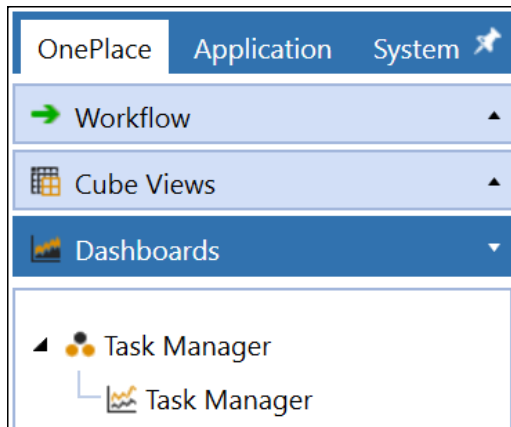 OnePlace Application System
Workflow
Cube Views
Dashboards
Task Manager
Task Manager